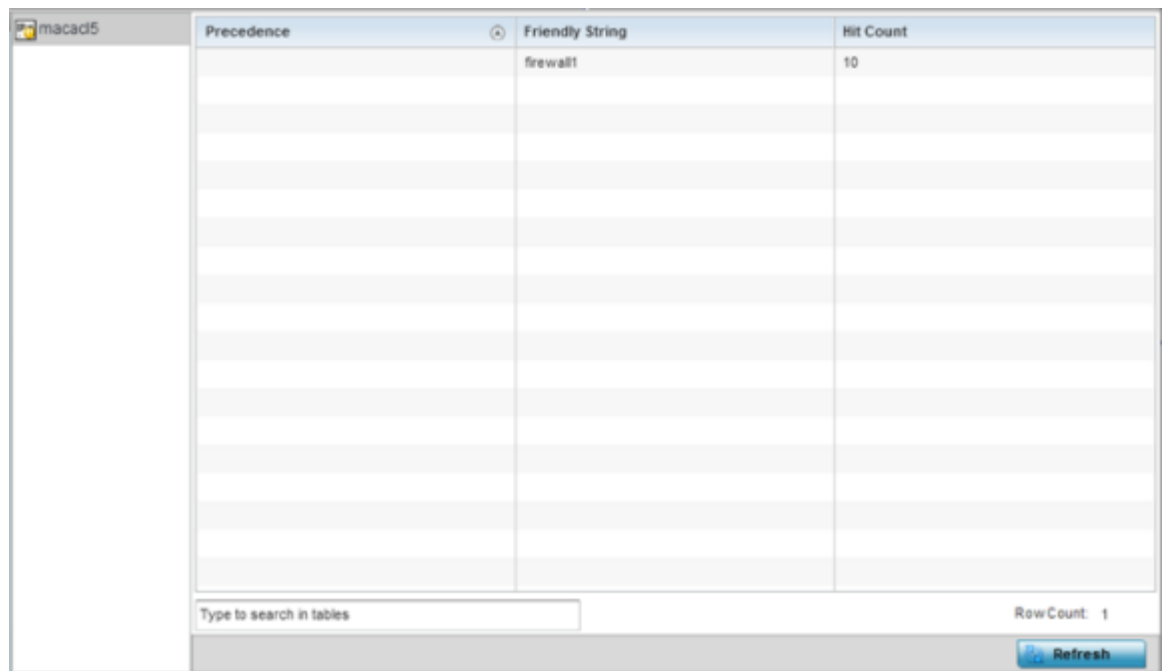 macacl5
Precedence Friendly String Hit Count
firewall1 10
Type to search in tables
Row Count: 1
Refresh